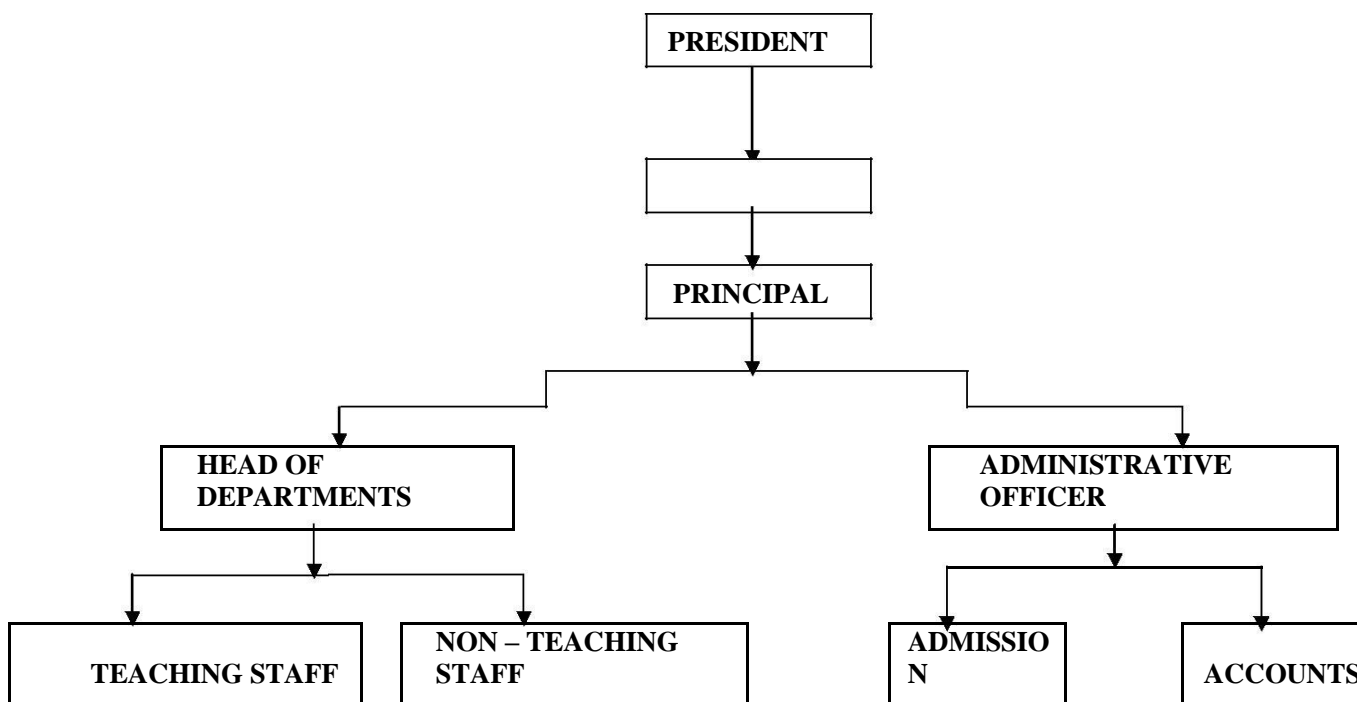 PRESIDENT
PRINCIPAL
HEAD OF
DEPARTMENTS
ADMINISTRATIVE
OFFICER
TEACHING STAFF
NON – TEACHING
STAFF
ADMISSIO
N
ACCOUNTS